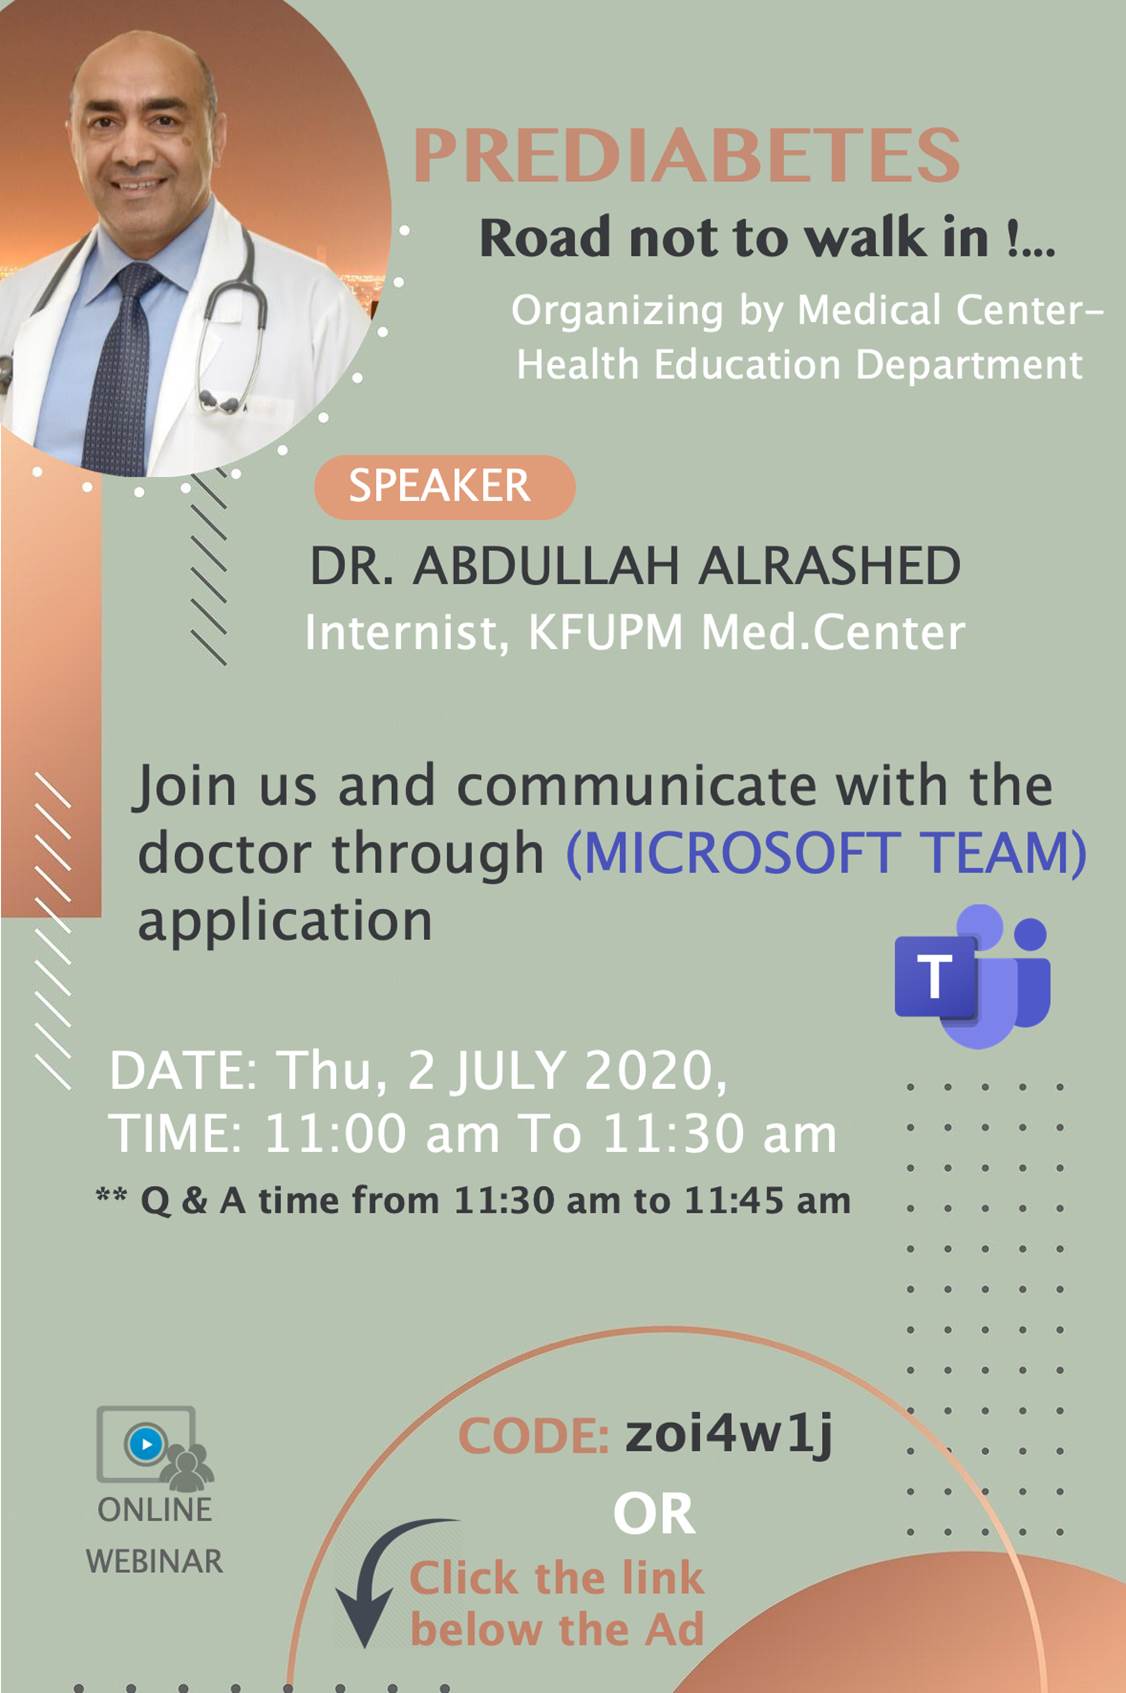 PREDIABETES
Road not to walk in !...
Organizing by Medical Center-
Health Education Department
SPEAKER
DR. ABDULLAH ALRASHED
Internist, KFUPM Med.Center
Join us and communicate with the
doctor through (MICROSOFT TEAM)
application
T
DATE: Thu, 2 JULY 2020,
TIME: 11:00 am To 11:30 am
** Q & A time from 11:30 am to 11:45 am
ONLINE
WEBINAR
CODE: zoi4w1j
OR
Click the link
below the Ad